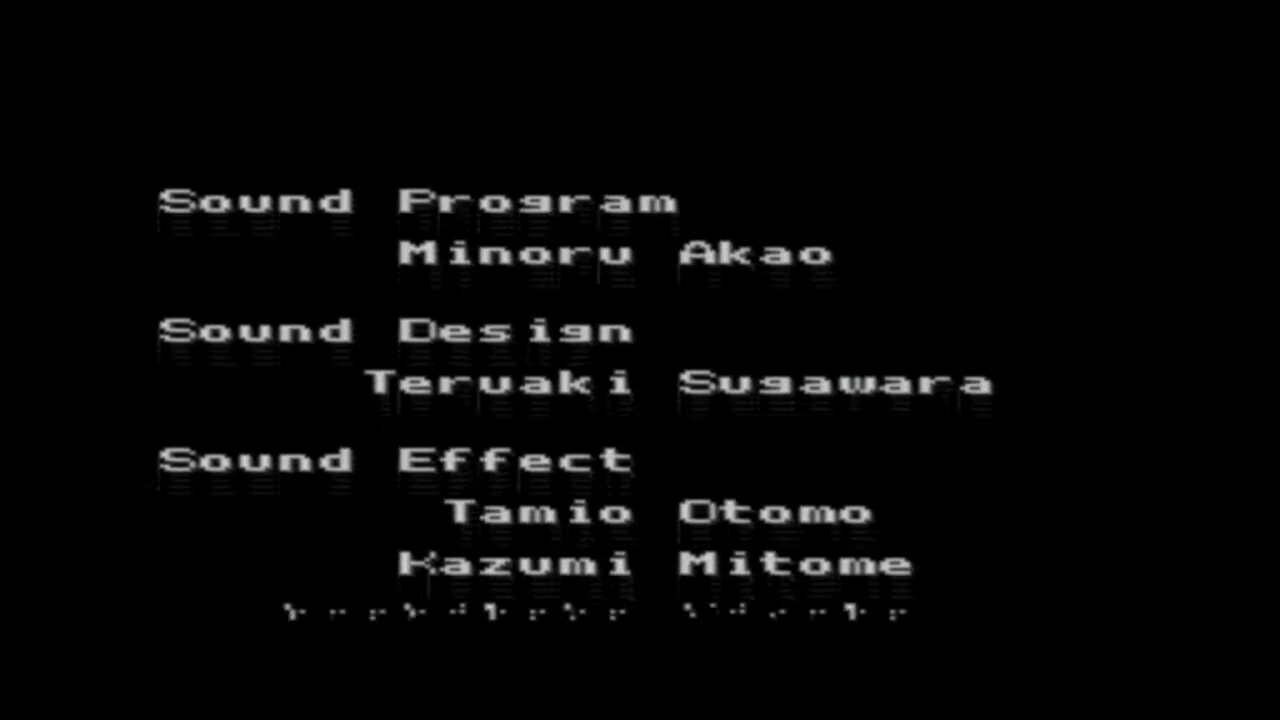 Sound Program
Minoru Akao
Sound Design
Teruaki Sugawara
Sound Effect
Tamio Otomo
Kazumi Mitome